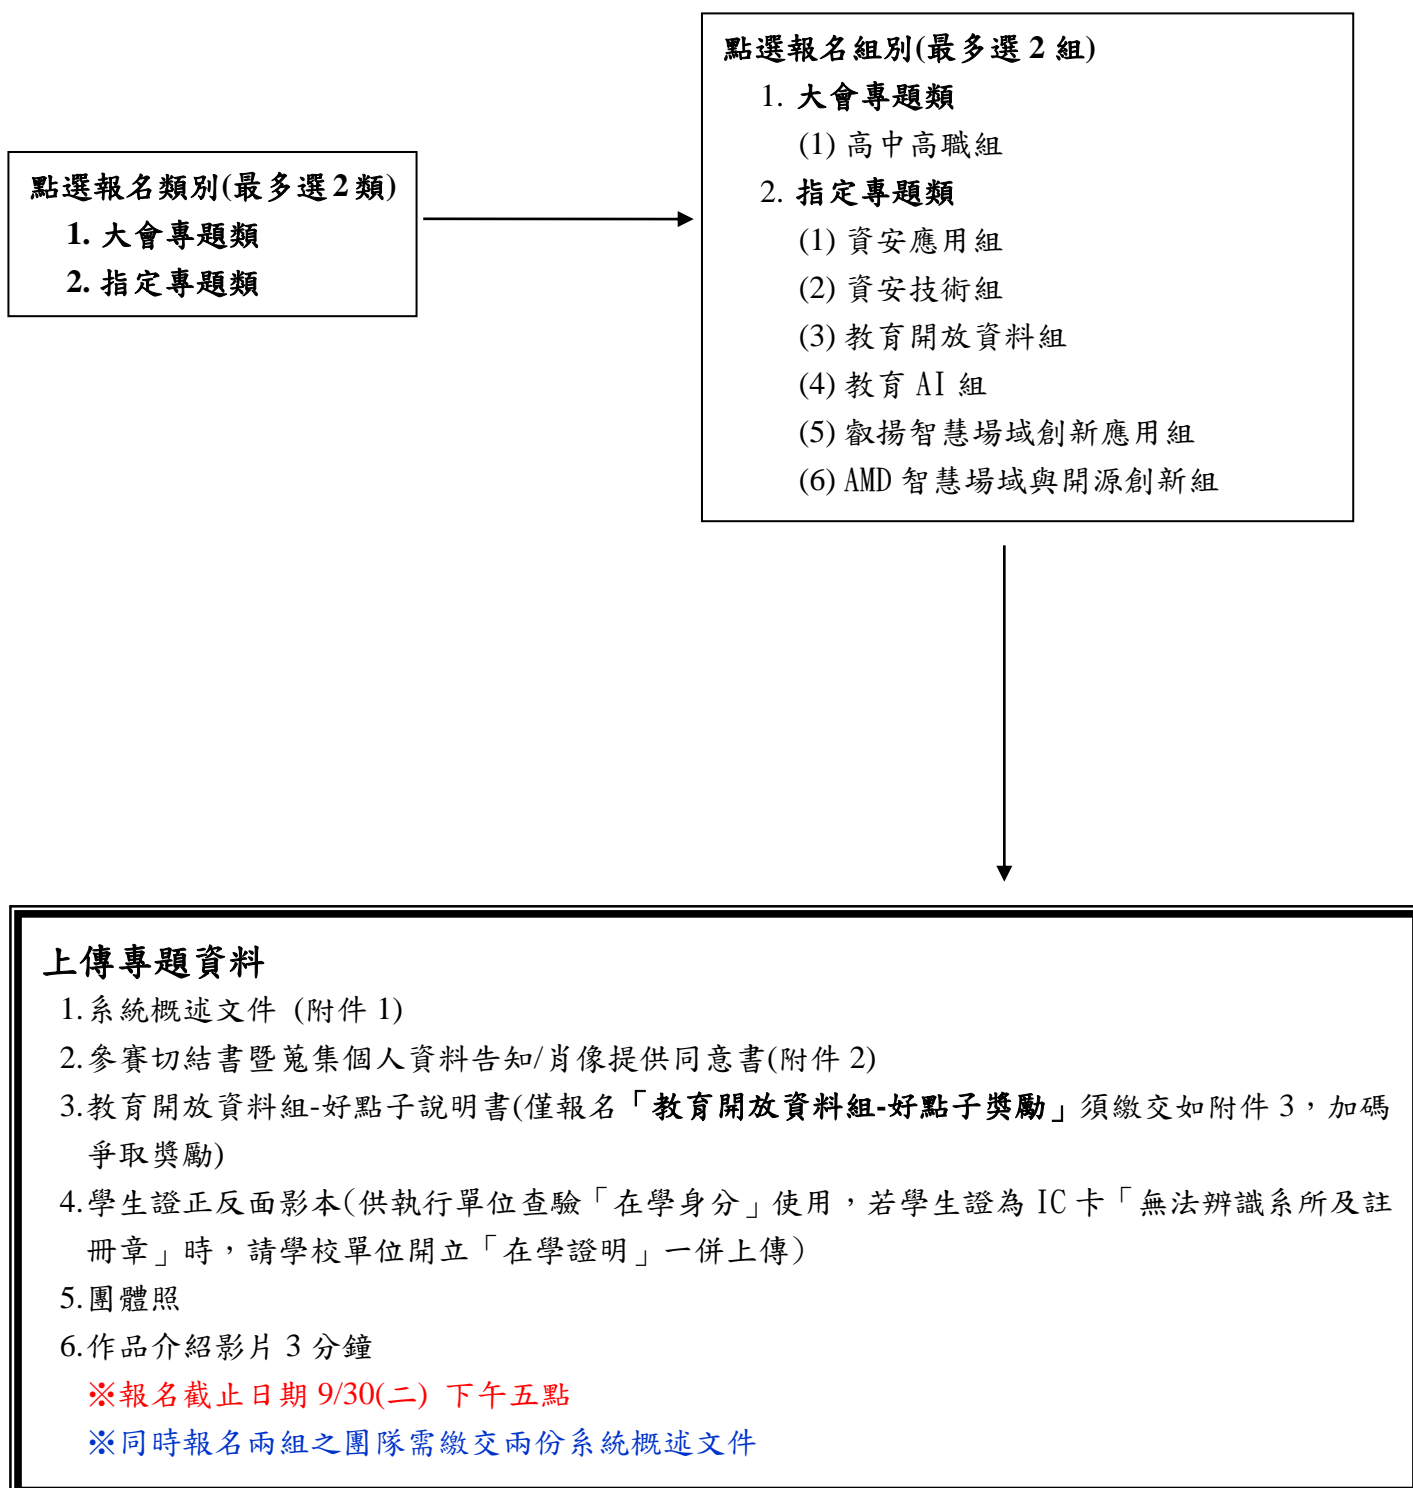 點選報名類別(最多選2類)
1. 大會專題類
2. 指定專題類
點選報名組別(最多選 2 組)
1. 大會專題類
(1) 高中高職組
2. 指定專題類
(1) 資安應用組
(2) 資安技術組
(3) 教育開放資料組
(4) 教育 AI 組
(5) 叡揚智慧場域創新應用組
(6) AMD 智慧場域與開源創新組
上傳專題資料
1.系統概述文件 (附件 1)
2.參賽切結書暨蒐集個人資料告知/肖像提供同意書(附件 2)
3.教育開放資料組-好點子說明書(僅報名「教育開放資料組-好點子獎勵」須繳交如附件 3,加碼
爭取獎勵)
4.學生證正反面影本(供執行單位查驗「在學身分」使用,若學生證為 IC 卡「無法辨識系所及註
冊章」時,請學校單位開立「在學證明」一併上傳)
5.團體照
6.作品介紹影片 3 分鐘
※報名截止日期 9/30(二) 下午五點
※同時報名兩組之團隊需繳交兩份系統概述文件